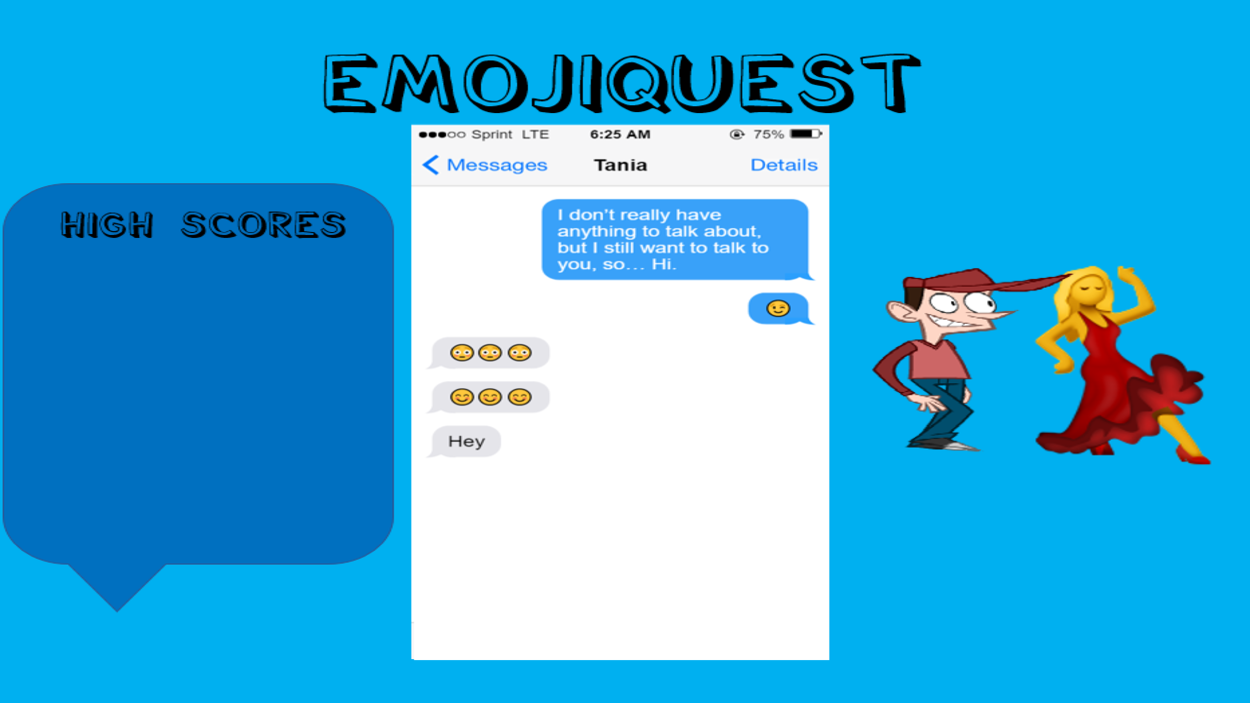 EMOJIQUEST
HIGH SCORES
●●●○○ Sprint LTE 6:25 AM 75%
Messages Tania Details
I don’t really have
anything to talk about,
but I still want to talk to
you, so... Hi.
😉
😳😳😳
😊😊😊
Hey